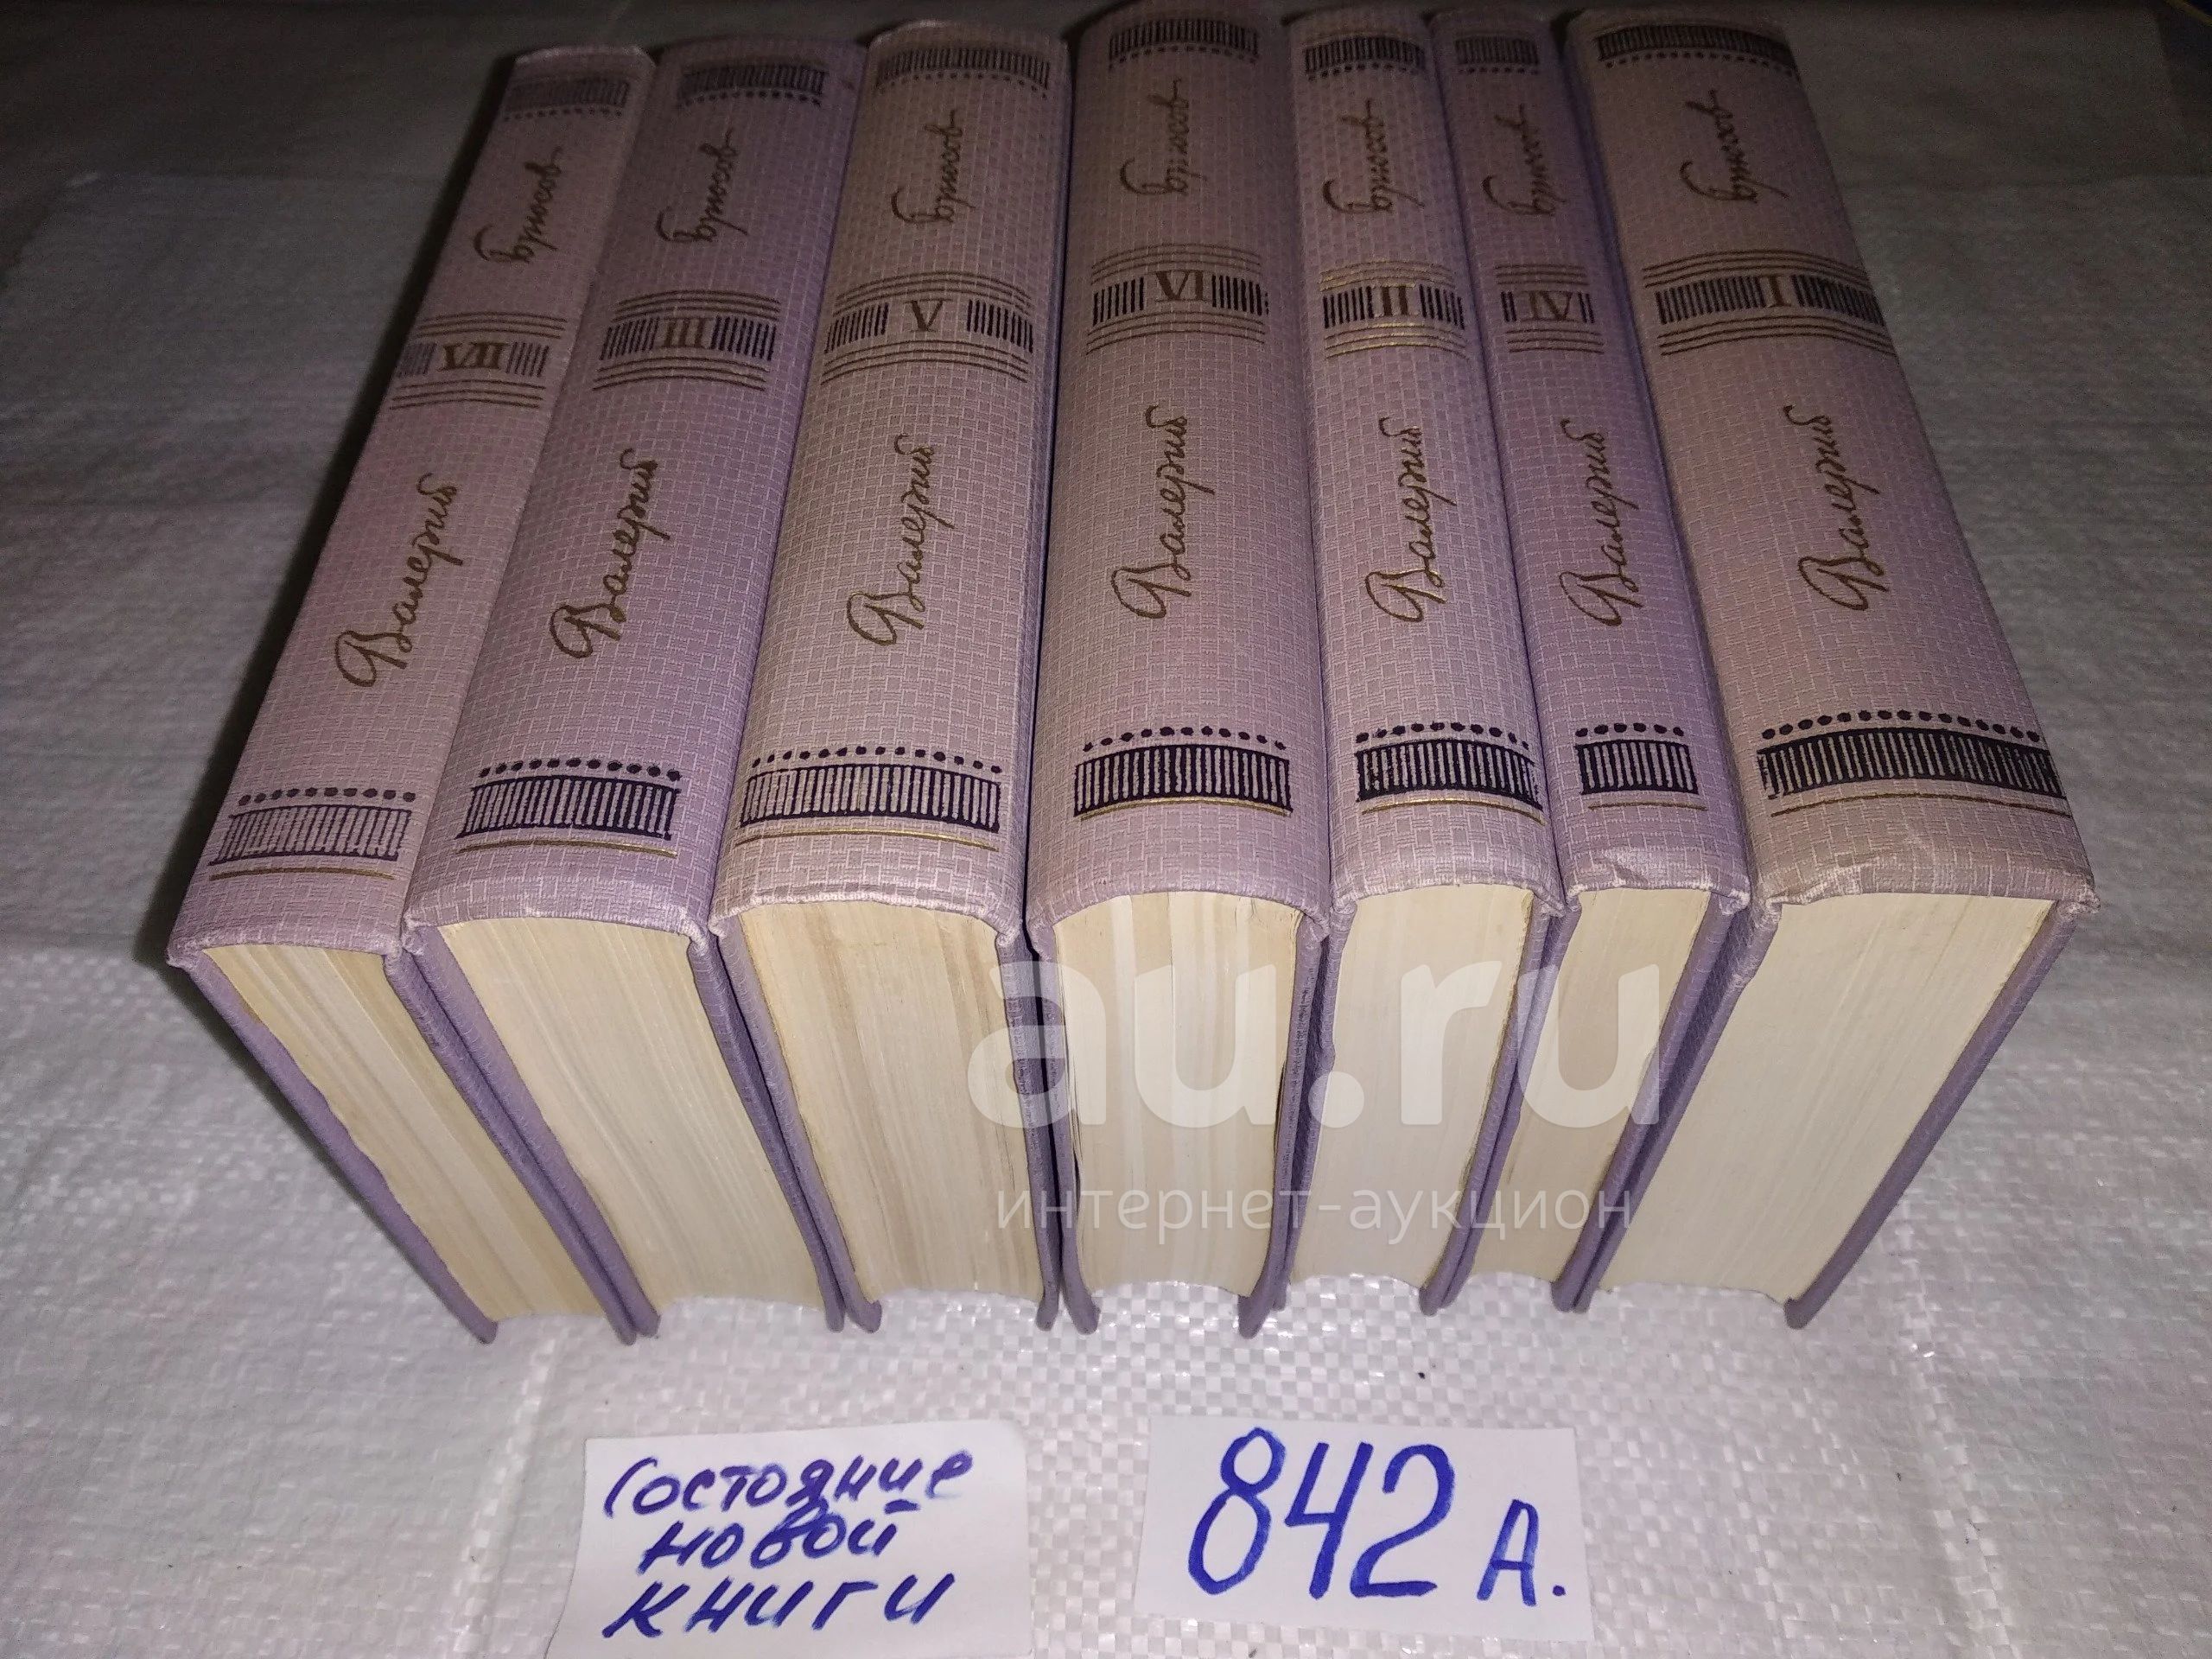 Брюсов
VII
Валерий
Брюсов
III
Валерий
Брюсов
V
Валерий
Брюсов
VI
Валерий
Брюсов
II
Валерий
Брюсов
IV
Валерий
Брюсов
I
Валерий
au.ru
интернет-аукцион
Состояние
новой
книги
842 А.